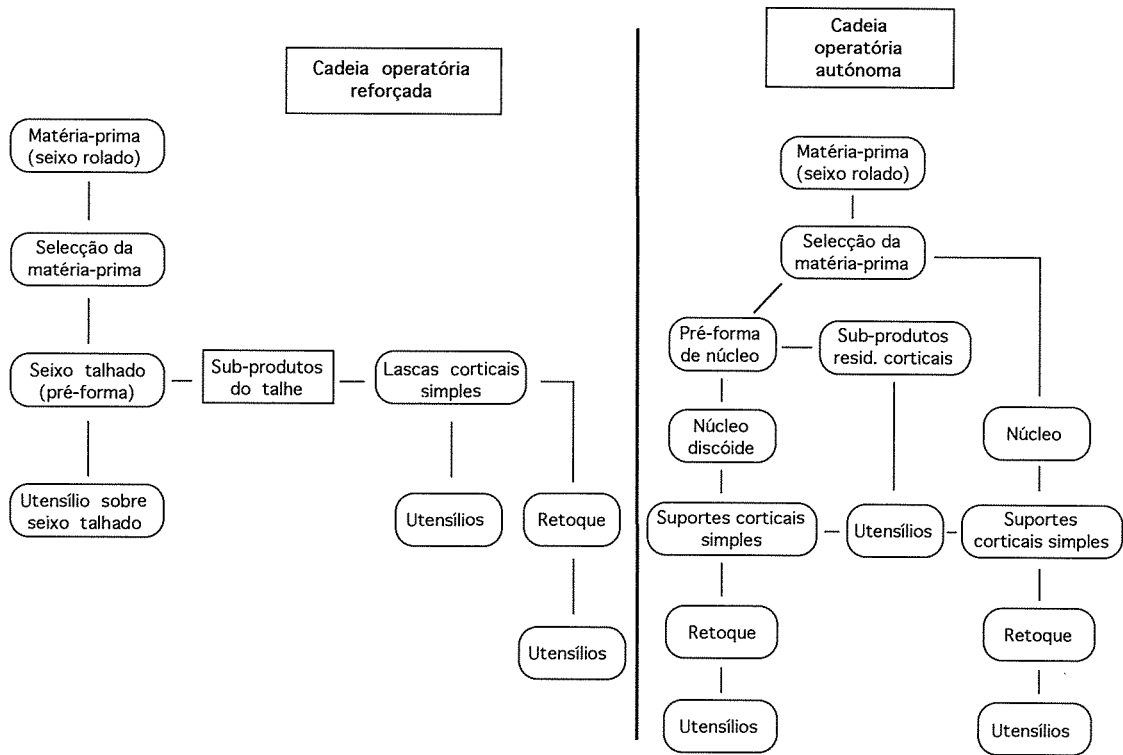 Cadeia operatória
reforçada
Matéria-prima
(seixo rolado)
Selecção da
matéria-prima
Seixo talhado
(pré-forma)
Sub-produtos
do talhe
Lascas corticais
simples
Utensílio sobre
seixo talhado
Utensílios
Retoque
Utensílios
Cadeia
operatória
autónoma
Matéria-prima
(seixo rolado)
Selecção da
matéria-prima
Pré-forma
de núcleo
Sub-produtos
resid. corticais
Núcleo
discóide
Núcleo
Suportes corticais
simples
Utensílios
Suportes
corticais simples
Retoque
Retoque
Utensílios
Utensílios